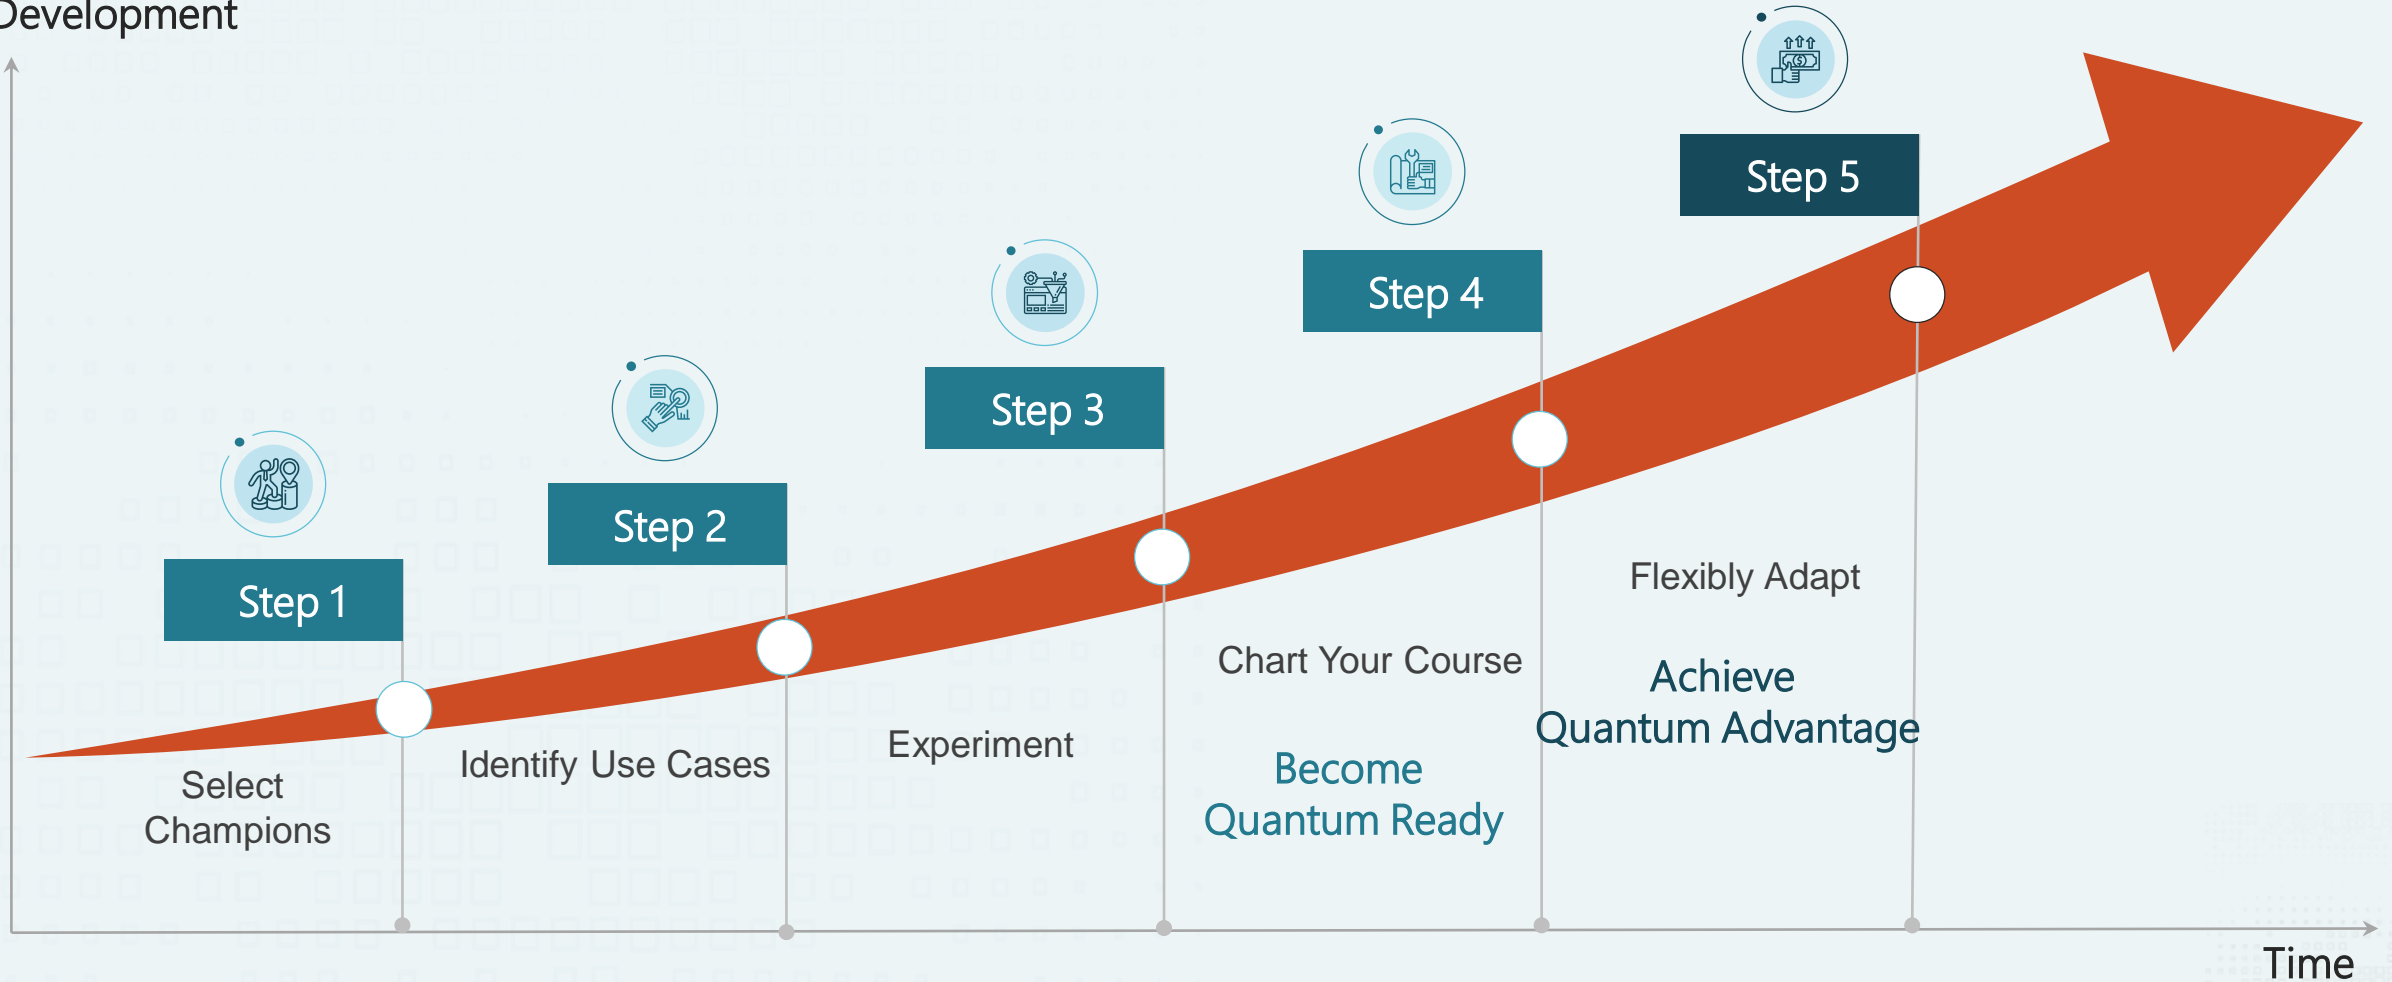 Development
Step 1
Select
Champions
Step 2
Identify Use Cases
Step 3
Experiment
Step 4
Chart Your Course
Become
Quantum Ready
Step 5
Flexibly Adapt
Achieve
Quantum Advantage
Time